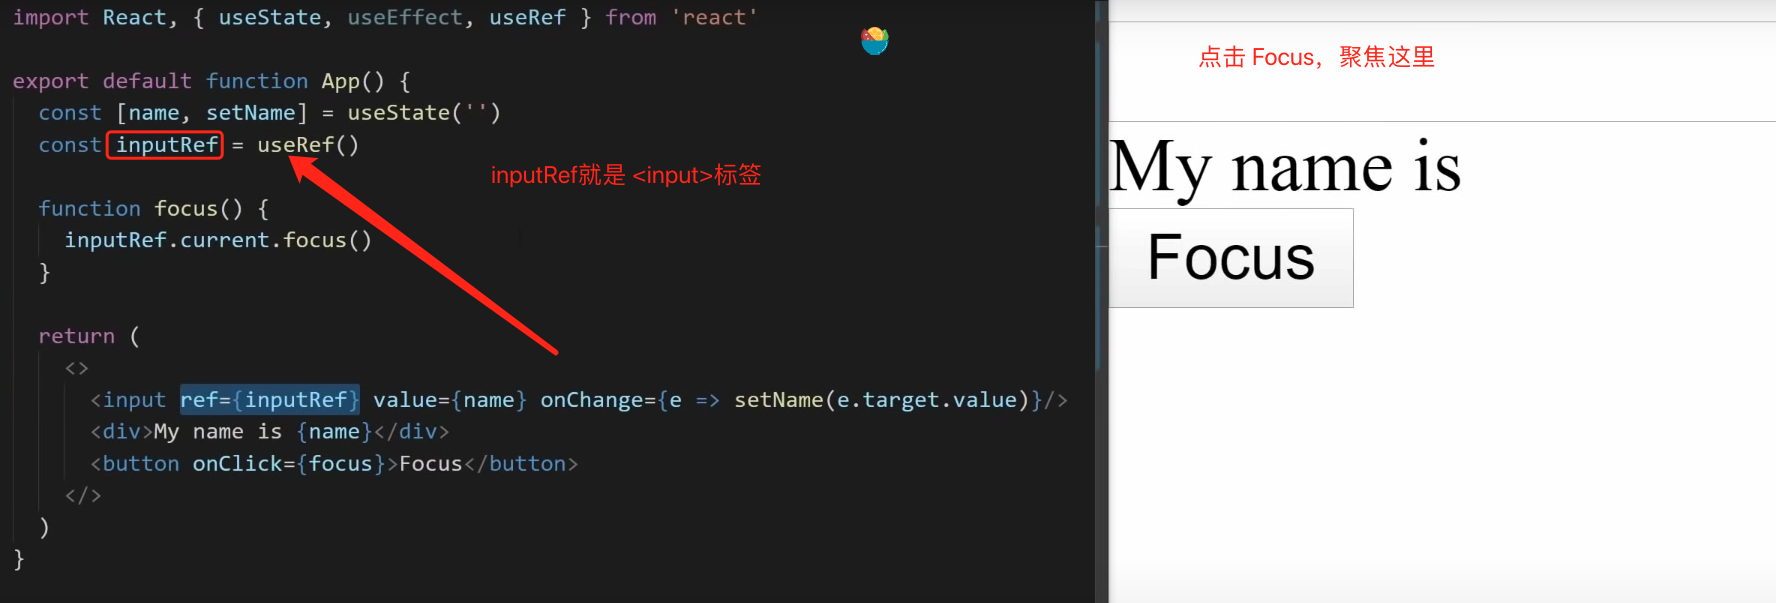 import React, { useState, useEffect, useRef } from 'react'
export default function App() {
const [name, setName] = useState('')
const inputRef = useRef()
inputRef就是 <input>标签
function focus() {
inputRef.current.focus()
}
return (
<>
<input ref={inputRef} value={name} onChange={e => setName(e.target.value)}/>
<div>My name is {name}</div>
<button onClick={focus}>Focus</button>
</>
)
}
点击 Focus，聚焦这里
My name is
Focus